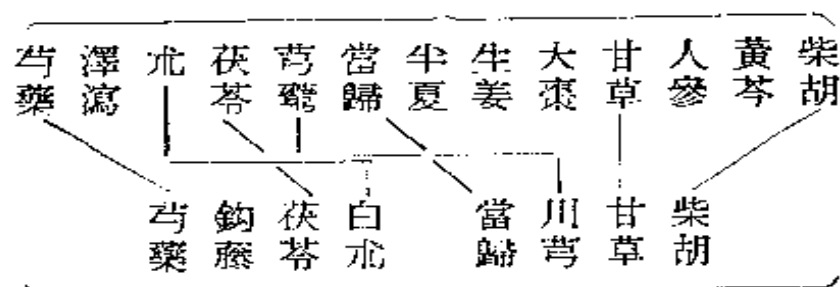 柴胡
黄芩
人參
甘草
大棗
生姜
半夏
當歸
芎藭
茯苓
朮
澤瀉
芍藥
柴胡
甘草
川芎
當歸
白朮
茯苓
鈎藤
芍藥